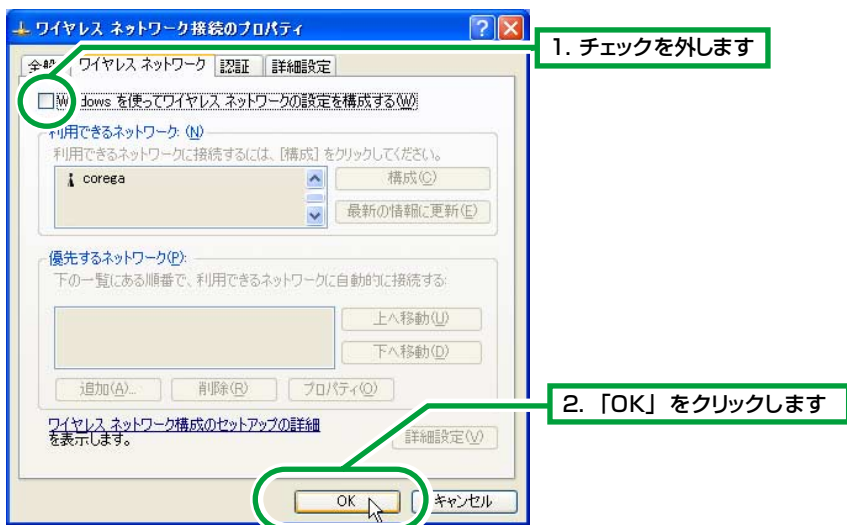 ワイヤレス ネットワーク接続のプロパティ
1. チェックを外します
ワイヤレス ネットワーク 認証 詳細設定
dows を使ってワイヤレス ネットワークの設定を構成する(W)
利用できるネットワーク: (N)
利用できるネットワークに接続するには、[構成] をクリックしてください。
corega
構成(C)
最新の情報に更新(E)
優先するネットワーク(P):
下の一覧にある順番で、利用できるネットワークに自動的に接続する:
上へ移動(U)
下へ移動(D)
追加(A)... 削除(R) プロパティ(O)
2. 「OK」をクリックします
ワイヤレス ネットワーク構成のセットアップの詳細
を表示します。
詳細設定(V)
OK キャンセル